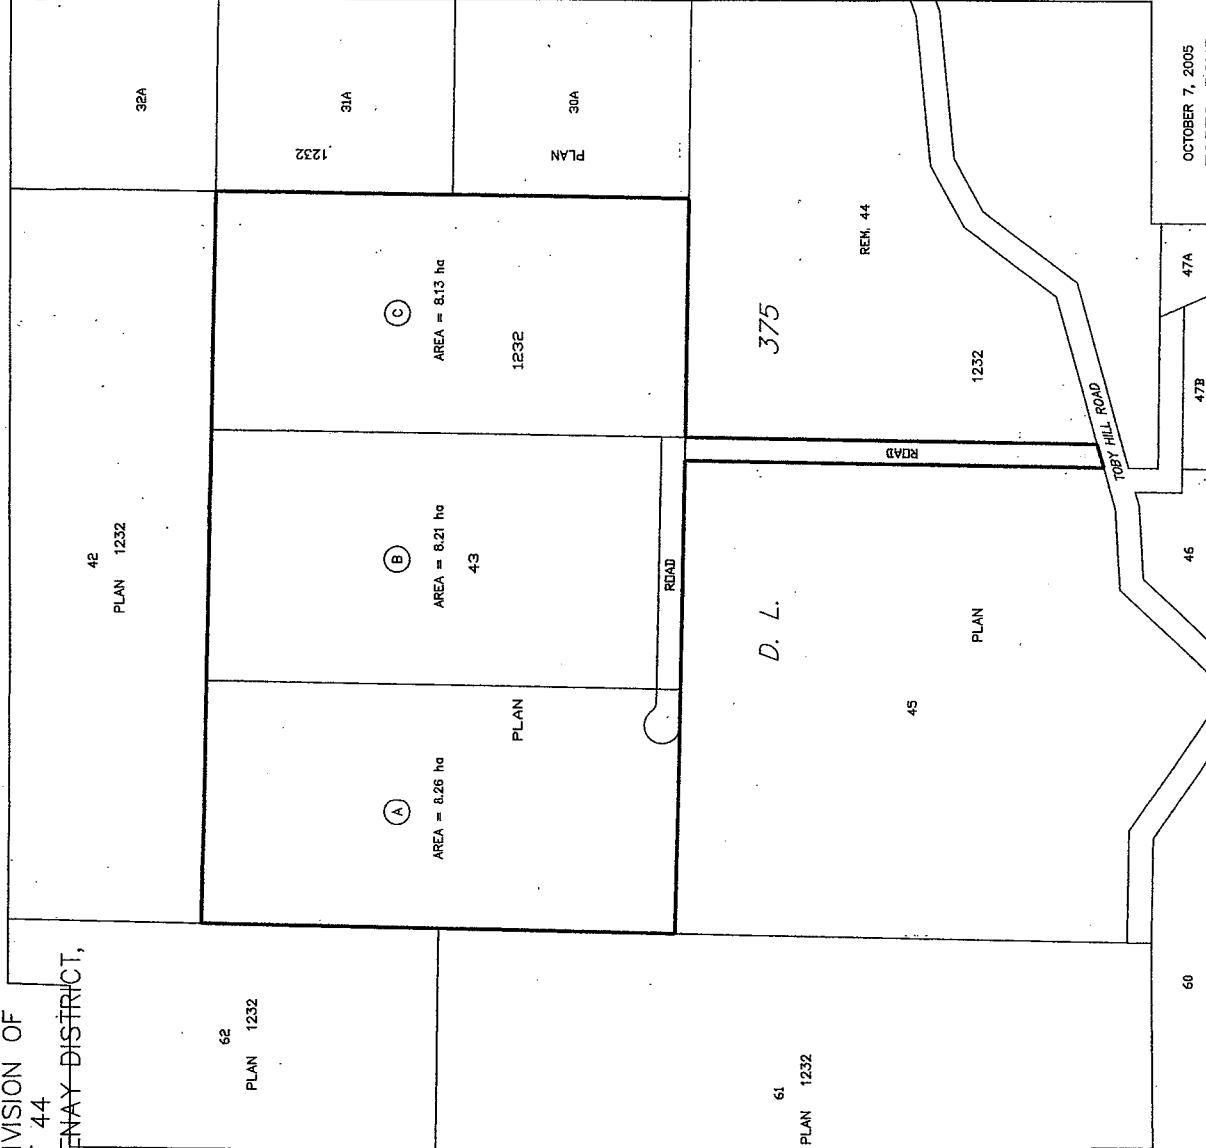 VISION OF
44
ENAY DISTRICT,
62
PLAN 1232
61
PLAN 1232
60
42
PLAN 1232
A
AREA = 8.26 ha
B
AREA = 8.21 ha
43
C
AREA = 8.13 ha
PLAN 1232
ROAD
32A
31A
30A
PLAN 1232
D. L. 375
45
PLAN 1232
REM. 44
ROAD
TOBY HILL ROAD
46
47B
47A
OCTOBER 7, 2005